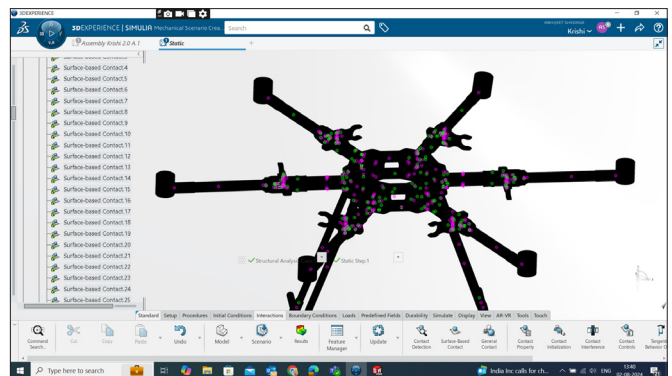 3DEXPERIENCE
3DEXPERIENCE | SIMULIA Mechanical Scenario Crea...
Search
Krishi
V.R
Assembly Krishi 2.0 A.1
Static
Surface-based Contact.4
Surface-based Contact.5
Surface-based Contact.6
Surface-based Contact.7
Surface-based Contact.8
Surface-based Contact.9
Surface-based Contact.10
Surface-based Contact.11
Surface-based Contact.12
Surface-based Contact.13
Surface-based Contact.14
Surface-based Contact.15
Surface-based Contact.16
Surface-based Contact.17
Surface-based Contact.18
Surface-based Contact.19
Surface-based Contact.20
Surface-based Contact.21
Surface-based Contact.22
Surface-based Contact.23
Surface-based Contact.24
Surface-based Contact.25
Structural Analysis
Static Step.1
Standard Setup Procedures Initial Conditions Interactions Boundary Conditions Loads Predefined Fields Durability Simulate Display View AR-VR Tools Touch
Command Search...
Cut
Copy
Paste
Undo
Model
Scenario
Results
Feature Manager
Update
Contact Detection
Surface-Based Contact
General Contact
Contact Property
Contact Initialization
Contact Interference
Contact Controls
Type here to search
India Inc calls for ch...
ENG
13:40
02-08-2024